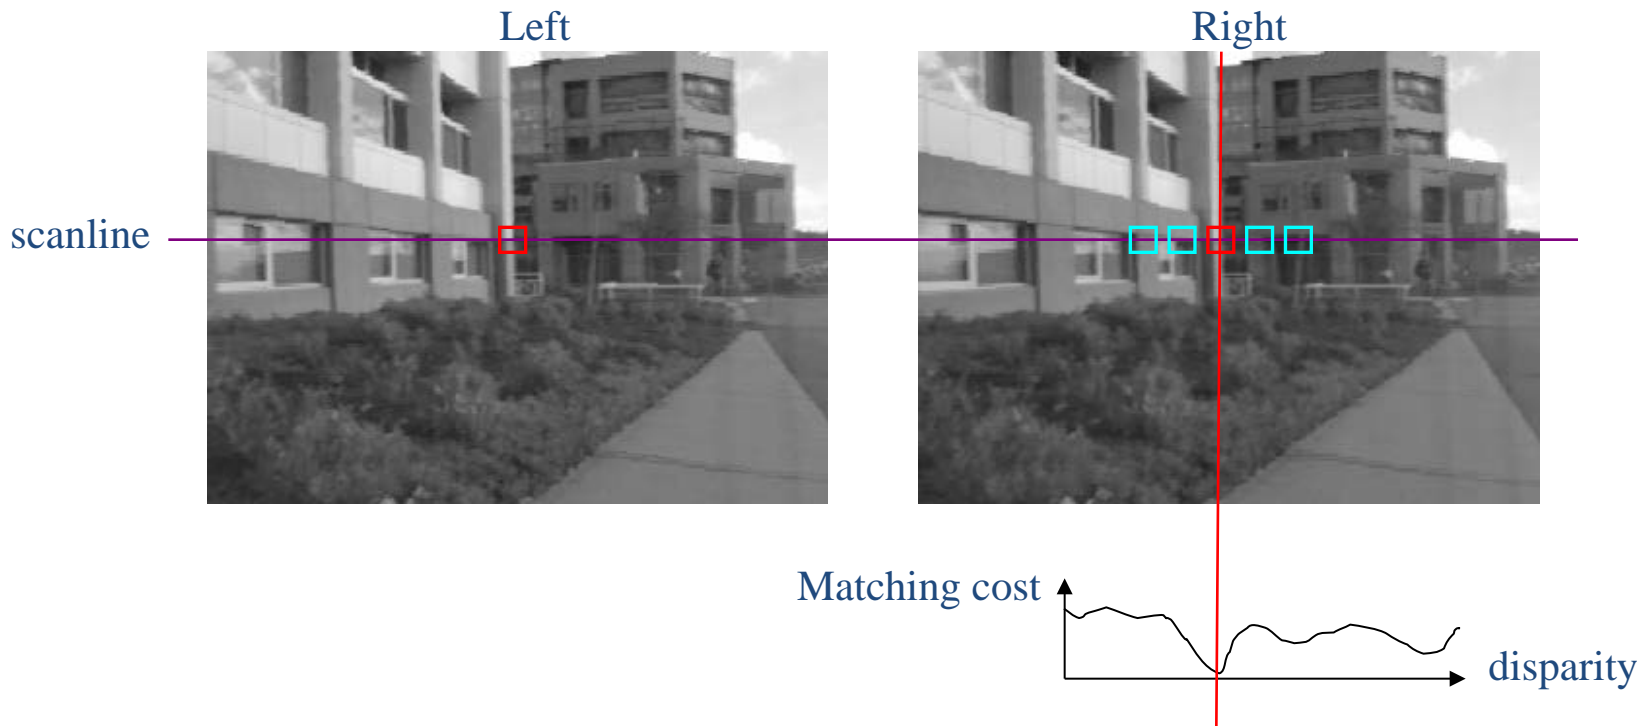 Left
Right
scanline
Matching cost
disparity